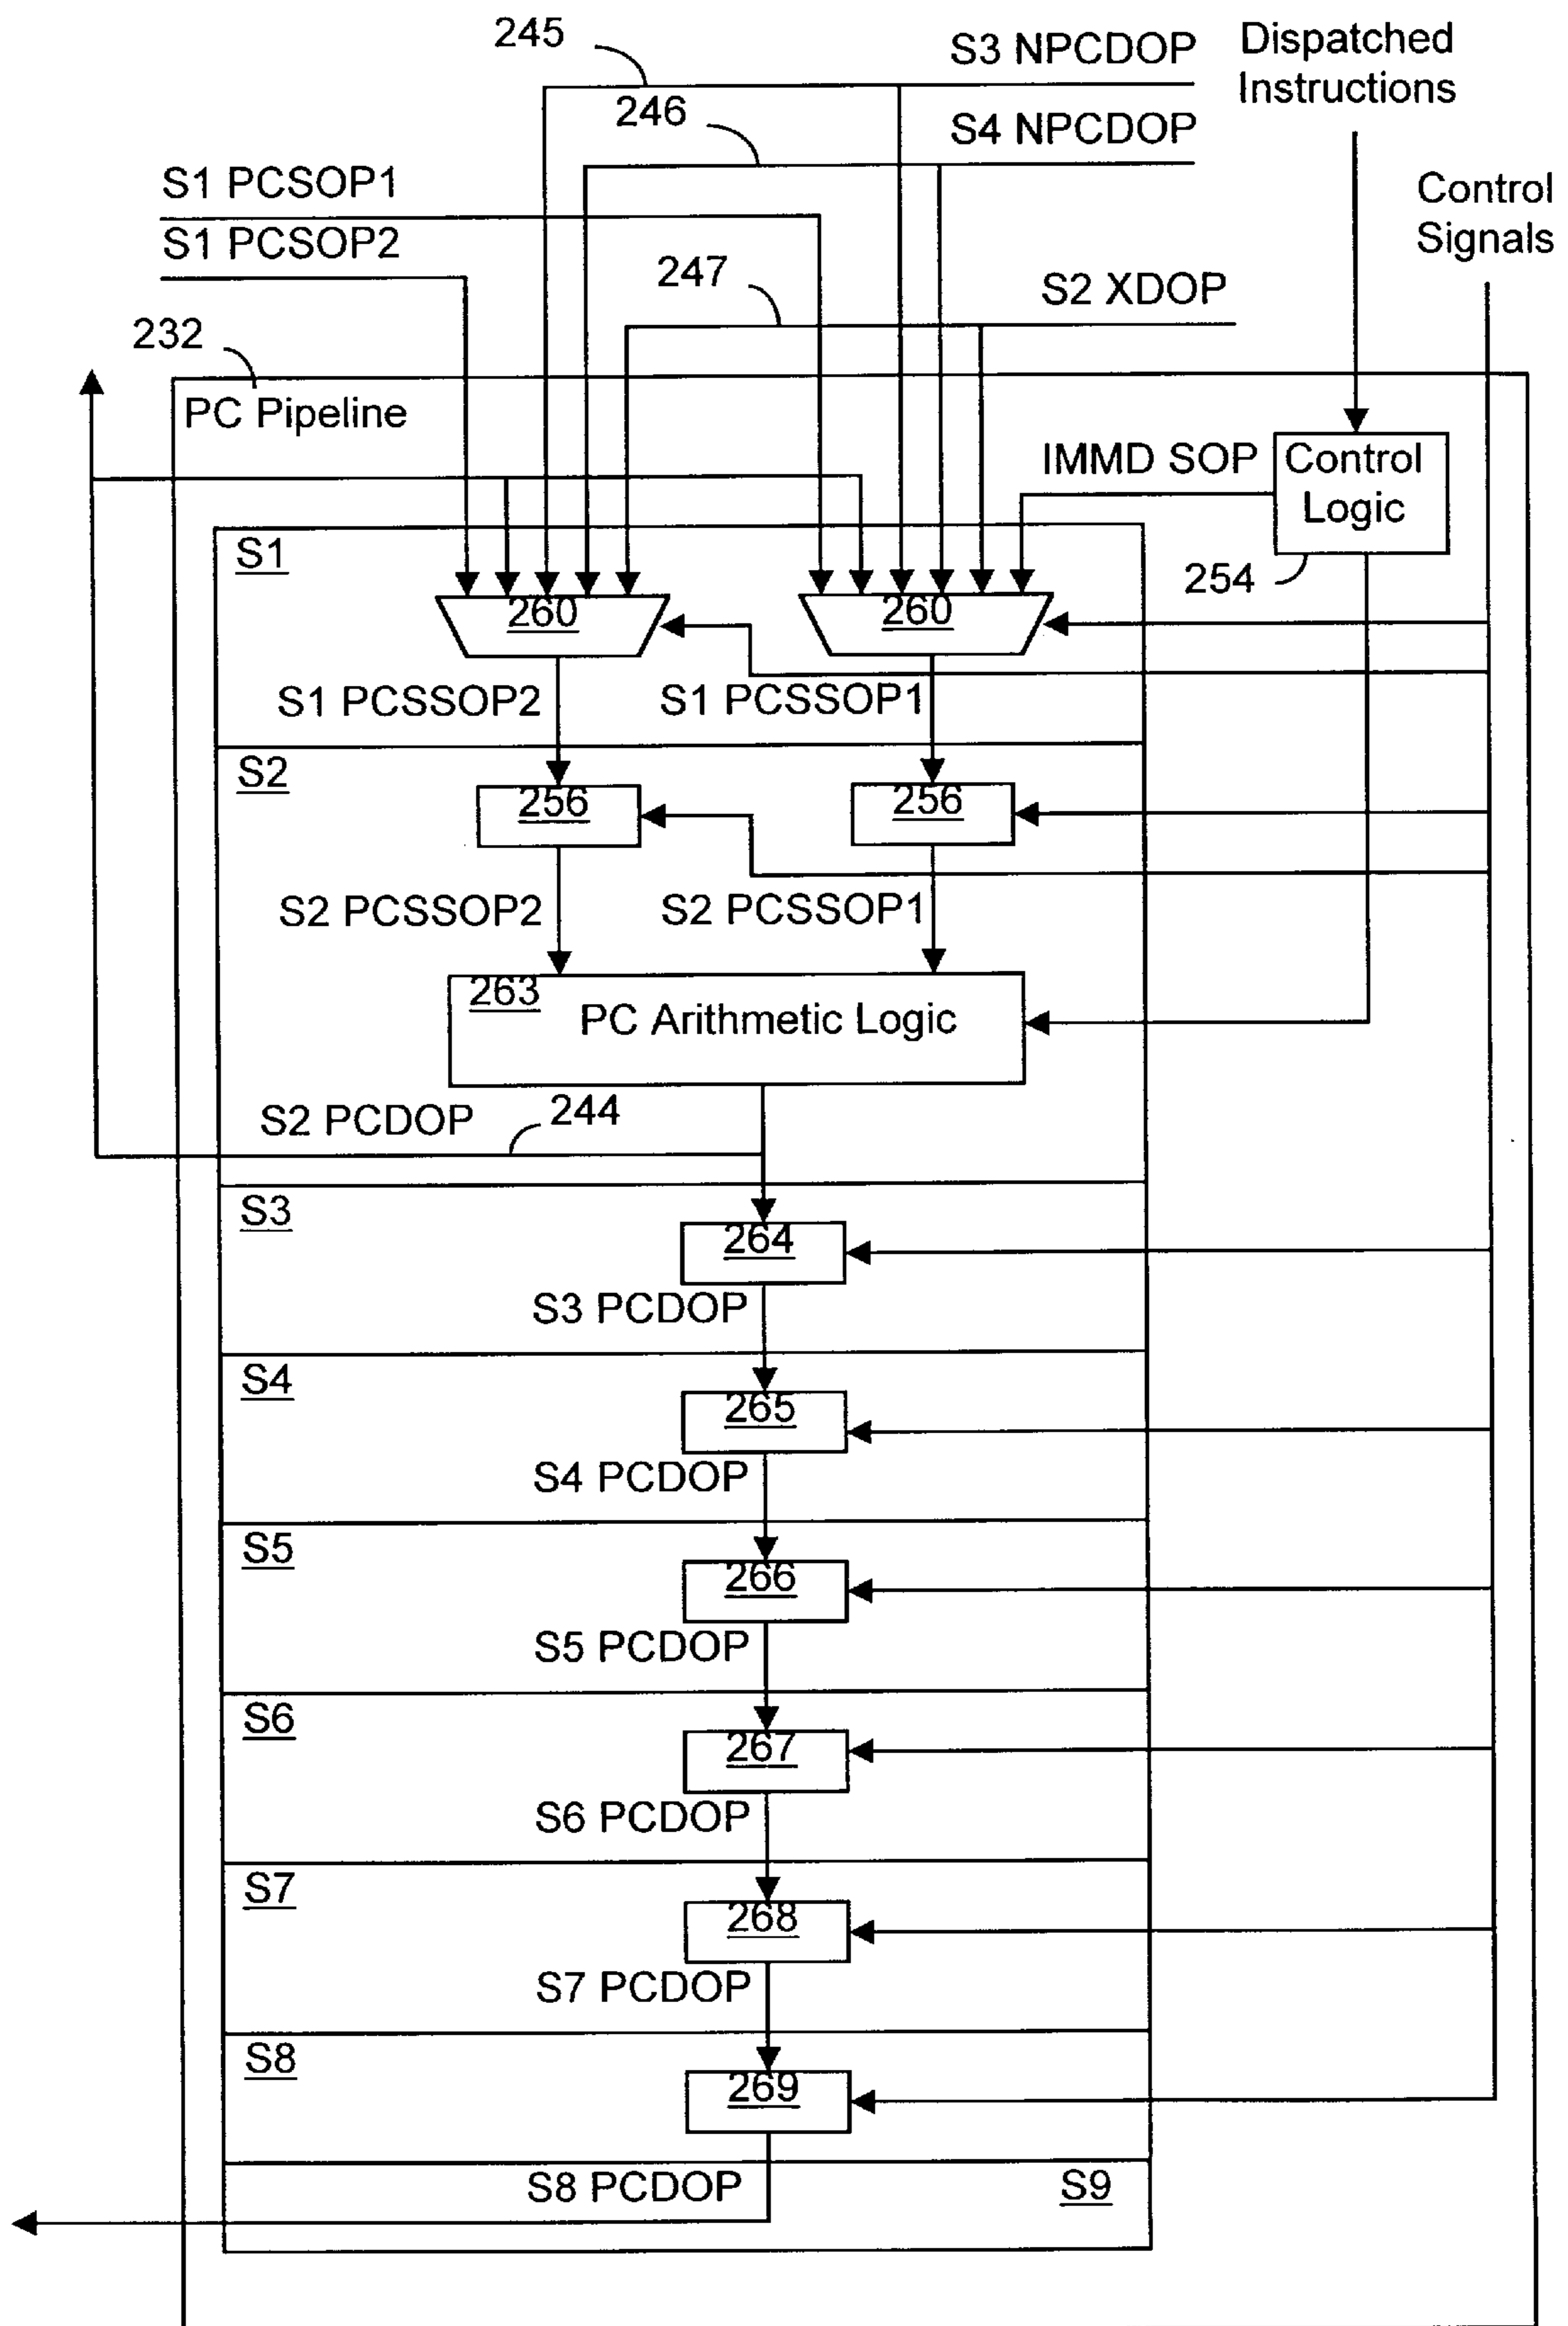 245
S3 NPCDOP
Dispatched
Instructions
246
S4 NPCDOP
S1 PCSOP1
Control
Signals
S1 PCSOP2
247
S2 XDOP
232
PC Pipeline
IMMD SOP
Control
Logic
S1
254
260
260
S1 PCSSOP2
S1 PCSSOP1
S2
256
256
S2 PCSSOP2
S2 PCSSOP1
263
PC Arithmetic Logic
S2 PCDOP
244
S3
264
S3 PCDOP
S4
265
S4 PCDOP
S5
266
S5 PCDOP
S6
267
S6 PCDOP
S7
268
S7 PCDOP
S8
269
S8 PCDOP
S9